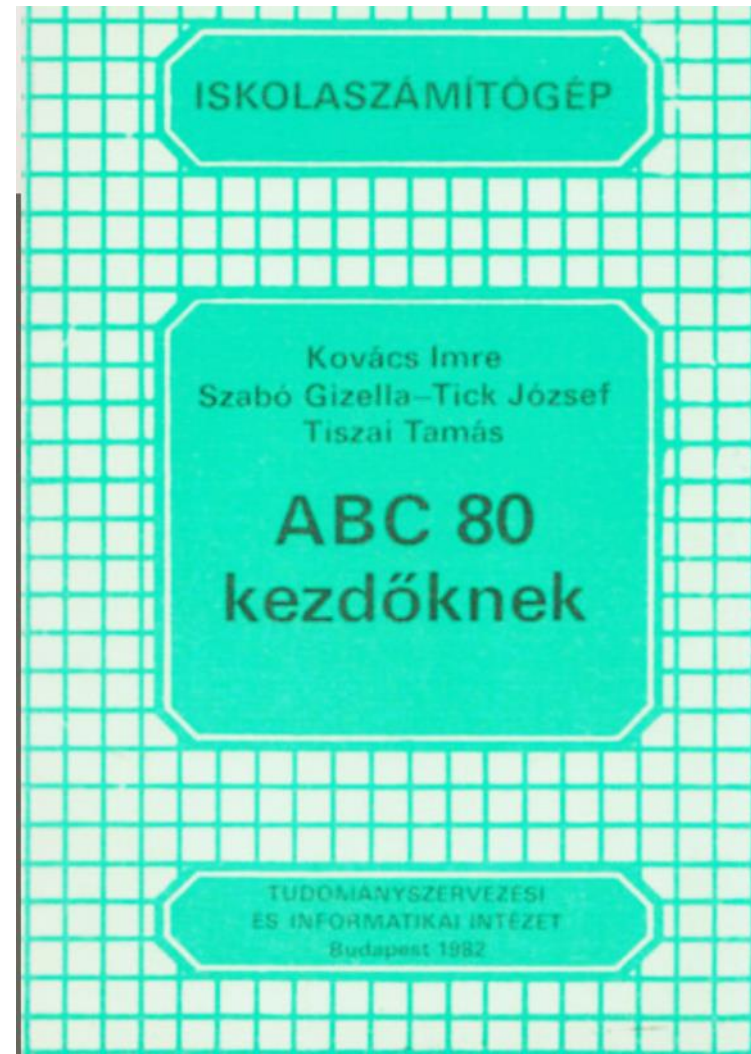 ISKOLASZÁMÍTÓGÉP
Kovács Imre
Szabó Gizella–Tick József
Tiszai Tamás
ABC 80
kezdőknek
TUDOMÁNYSZERVEZÉSI
ÉS INFORMATIKAI INTÉZET
Budapest 1982